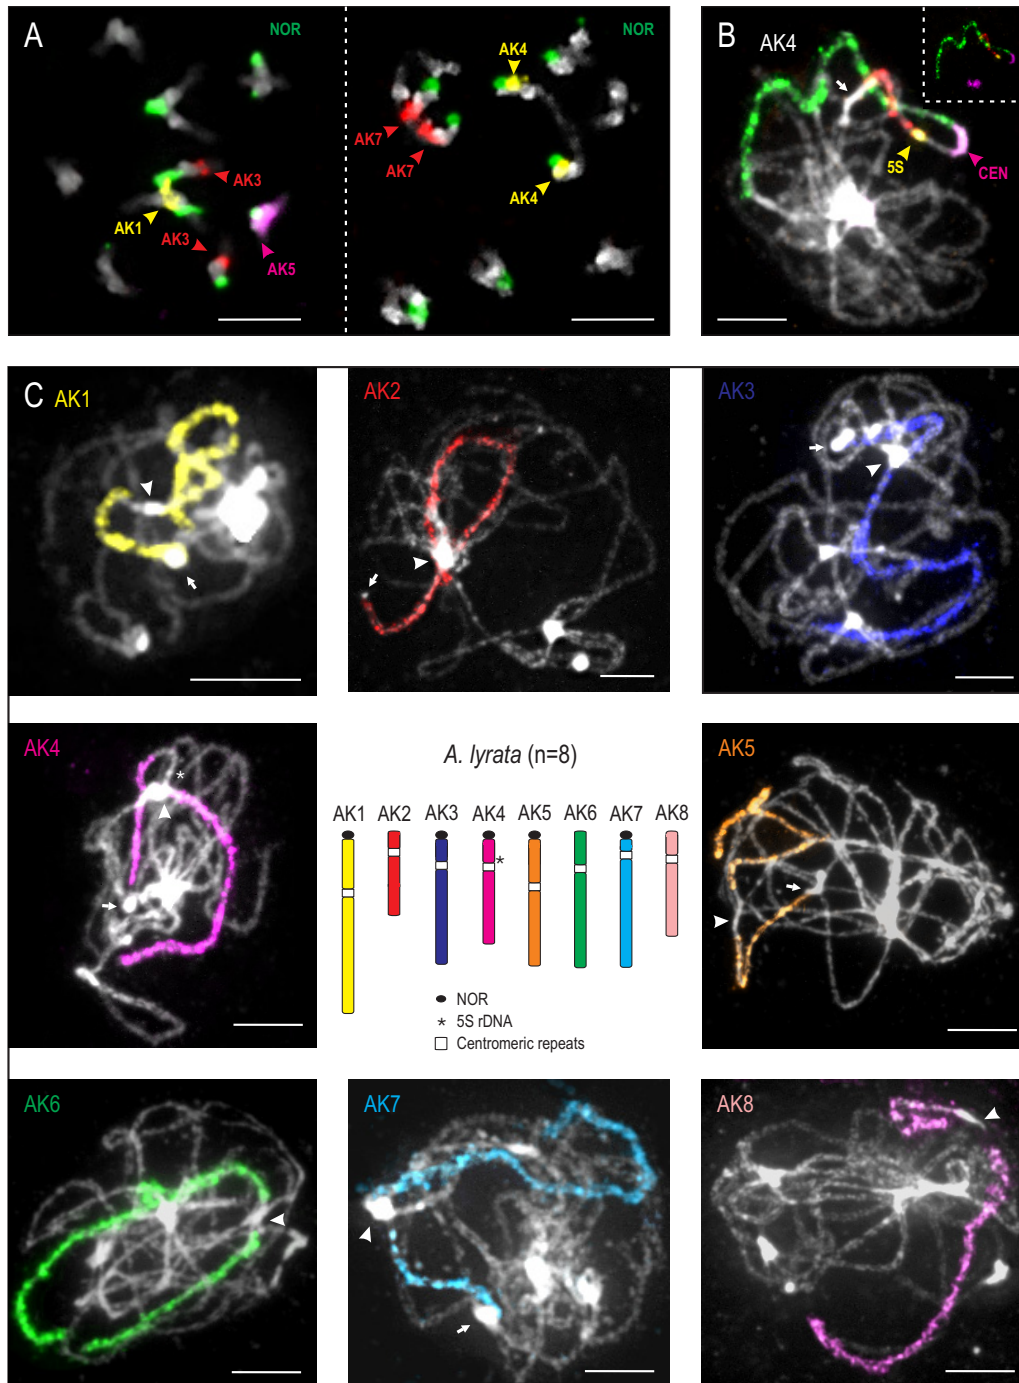 A
NOR
AK3
AK1
AK3
AK5
NOR
AK4
AK7
AK7
AK4
B
AK4
5S
CEN
C
AK1
AK2
AK3
AK4
*
A. lyrata (n=8)
AK1 AK2 AK3 AK4 AK5 AK6 AK7 AK8
*
NOR
* 5S rDNA
Centromeric repeats
AK5
AK6
AK7
AK8